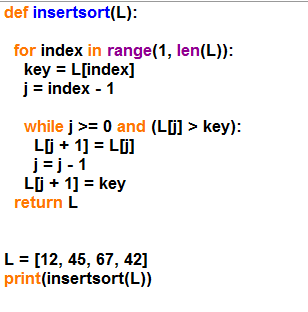 def insertsort(L):
for index in range(1, len(L)):
key = L[index]
j = index - 1
while j >= 0 and (L[j] > key):
L[j + 1] = L[j]
j = j - 1
L[j + 1] = key
return L
L = [12, 45, 67, 42]
print(insertsort(L))